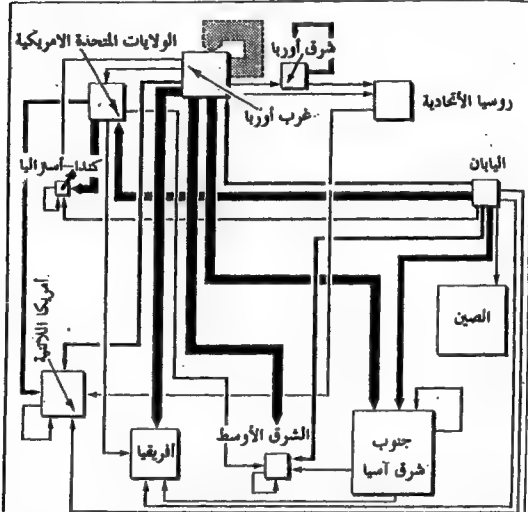 الولايات المتحدة الامريكية
شرق أوربا
غرب أوربا
روسيا الأتحادية
اليابان
كندا-أستراليا
الصين
أمريكا اللاتينية
الشرق الأوسط
أفريقيا
جنوب
شرق آسيا